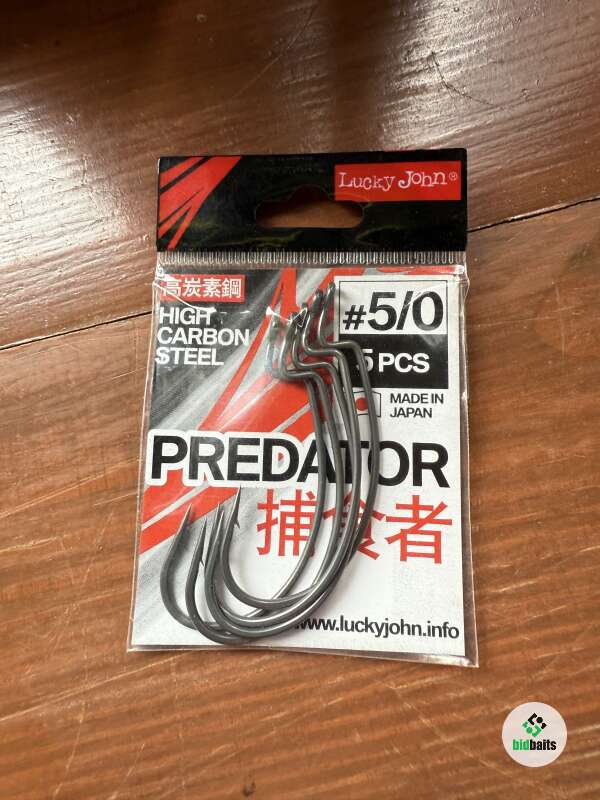 Lucky John®
高炭素鋼
HIGH
CARBON
STEEL
#5/0
5 PCS
MADE IN
JAPAN
PREDATOR
捕食者
www.luckyjohn.info
bidbaits